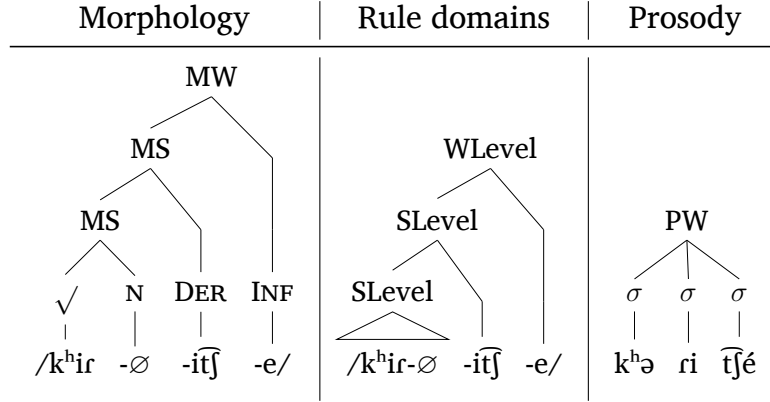 Morphology Rule domains Prosody
MW
MS WLevel
MS SLevel PW
√ N DER INF SLevel σ σ σ
/kʰiɾ -∅ -it͡ʃ -e/ /kʰiɾ-∅ -it͡ʃ -e/ kʰə ɾi t͡ʃé